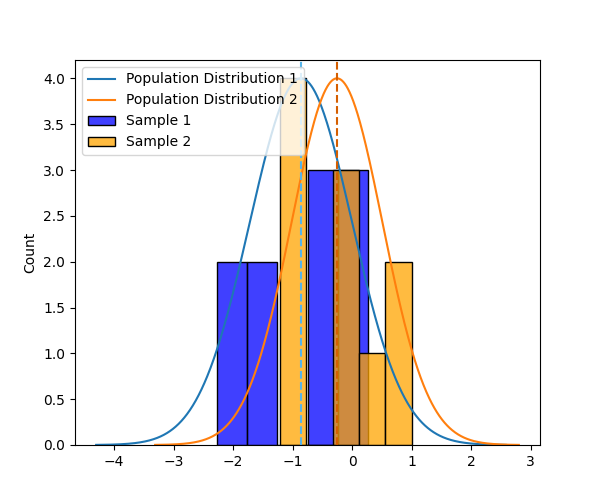 Population Distribution 1
Population Distribution 2
Sample 1
Sample 2
Count
4.0
3.5
3.0
2.5
2.0
1.5
1.0
0.5
0.0
−4 −3 −2 −1 0 1 2 3